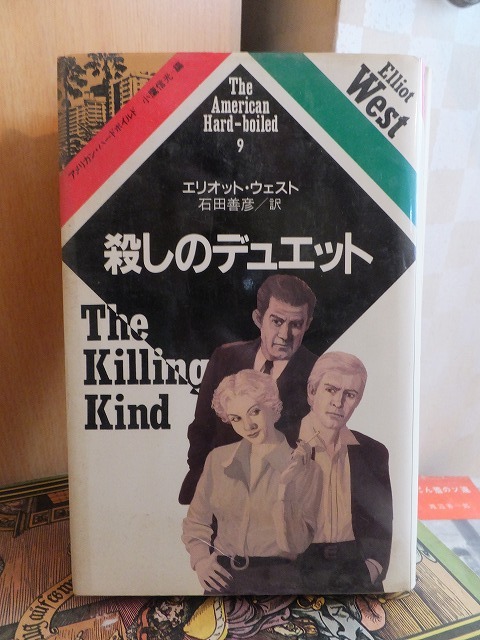 アメリカン・ハードボイルド 小鷹信光 編
The
American
Hard-boiled
9
Elliot
West
エリオット・ウェスト
石田善彦／訳
殺しのデュエット
The
Killing
Kind